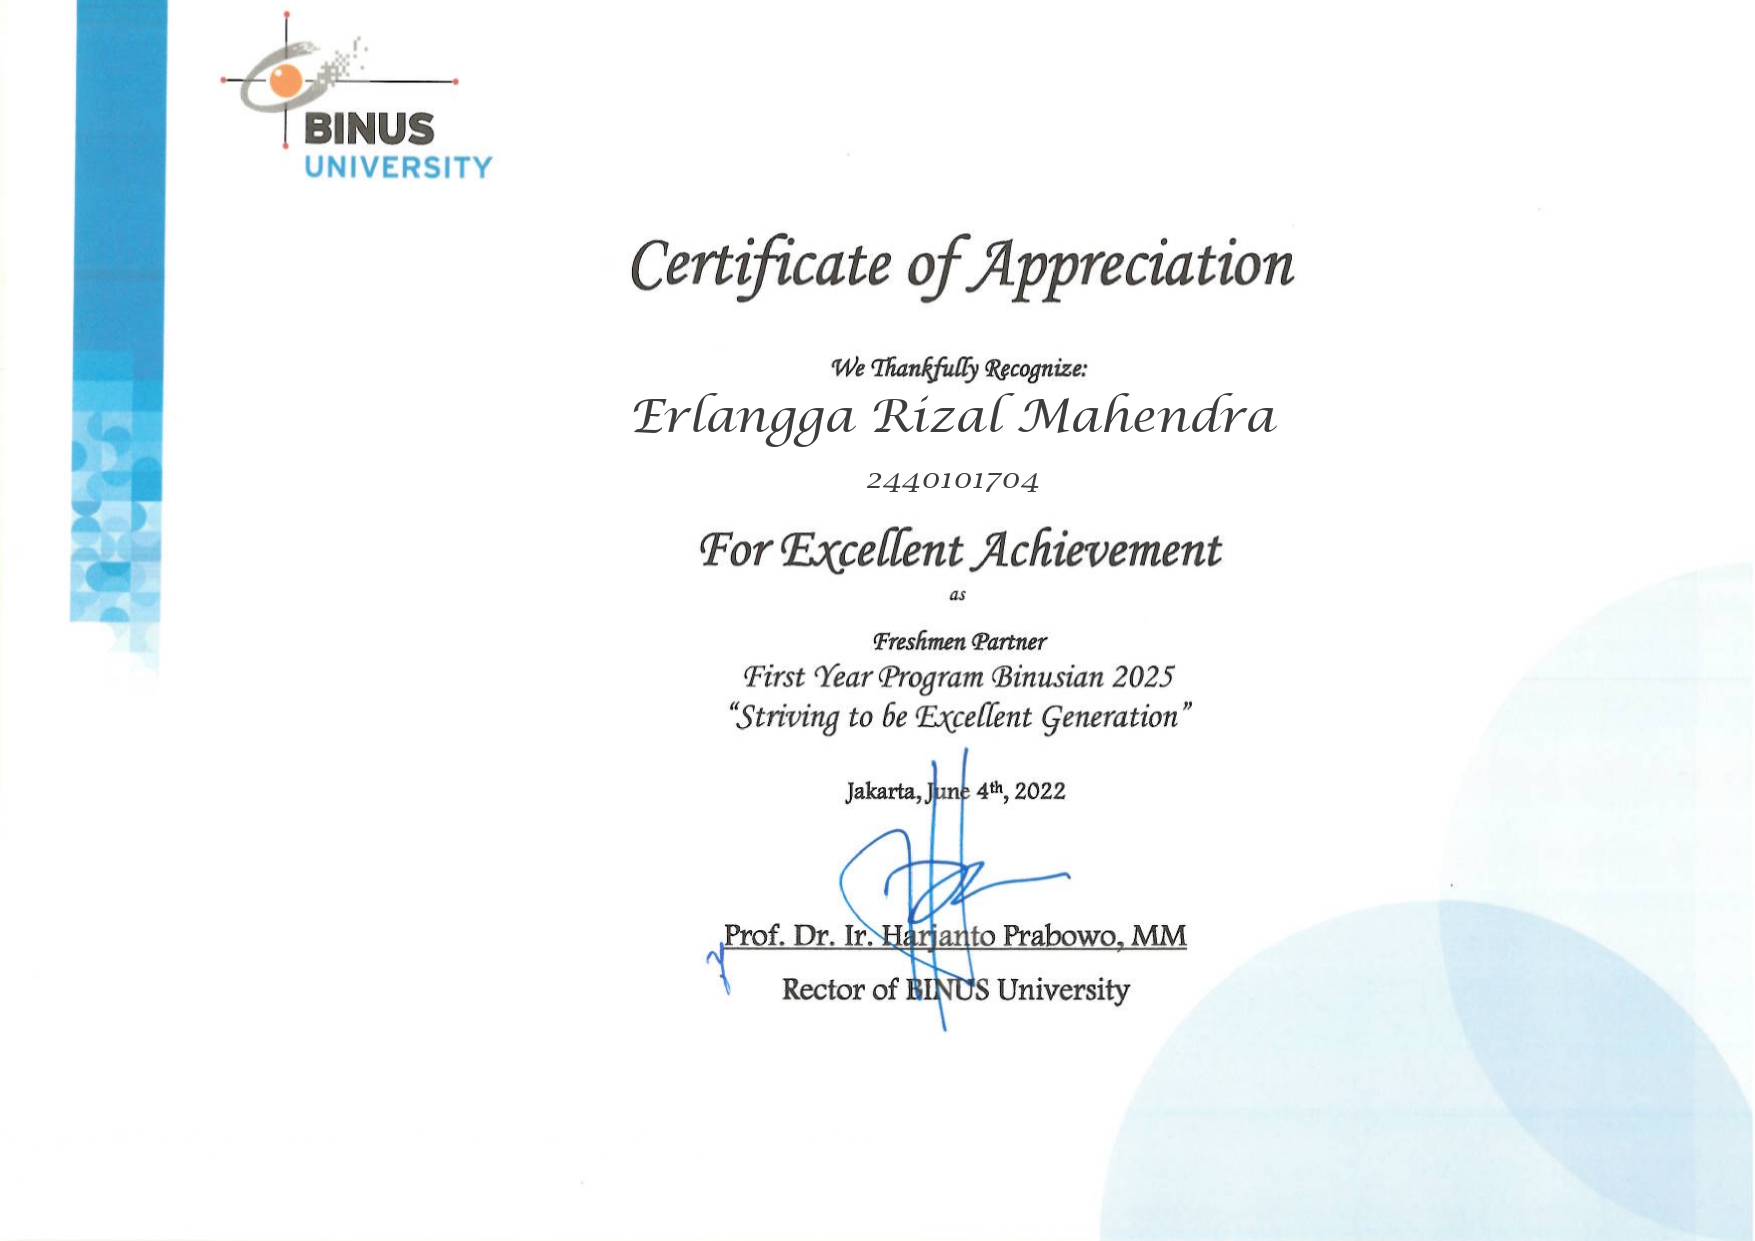 BINUS
UNIVERSITY
Certificate of Appreciation
We Thankfully Recognize:
Erlangga Rizal Mahendra
2440101704
For Excellent Achievement
as
Freshmen Partner
First Year Program Binusian 2025
“Striving to be Excellent Generation”
Jakarta, June 4th, 2022
Prof. Dr. Ir. Harjanto Prabowo, MM
Rector of BINUS University